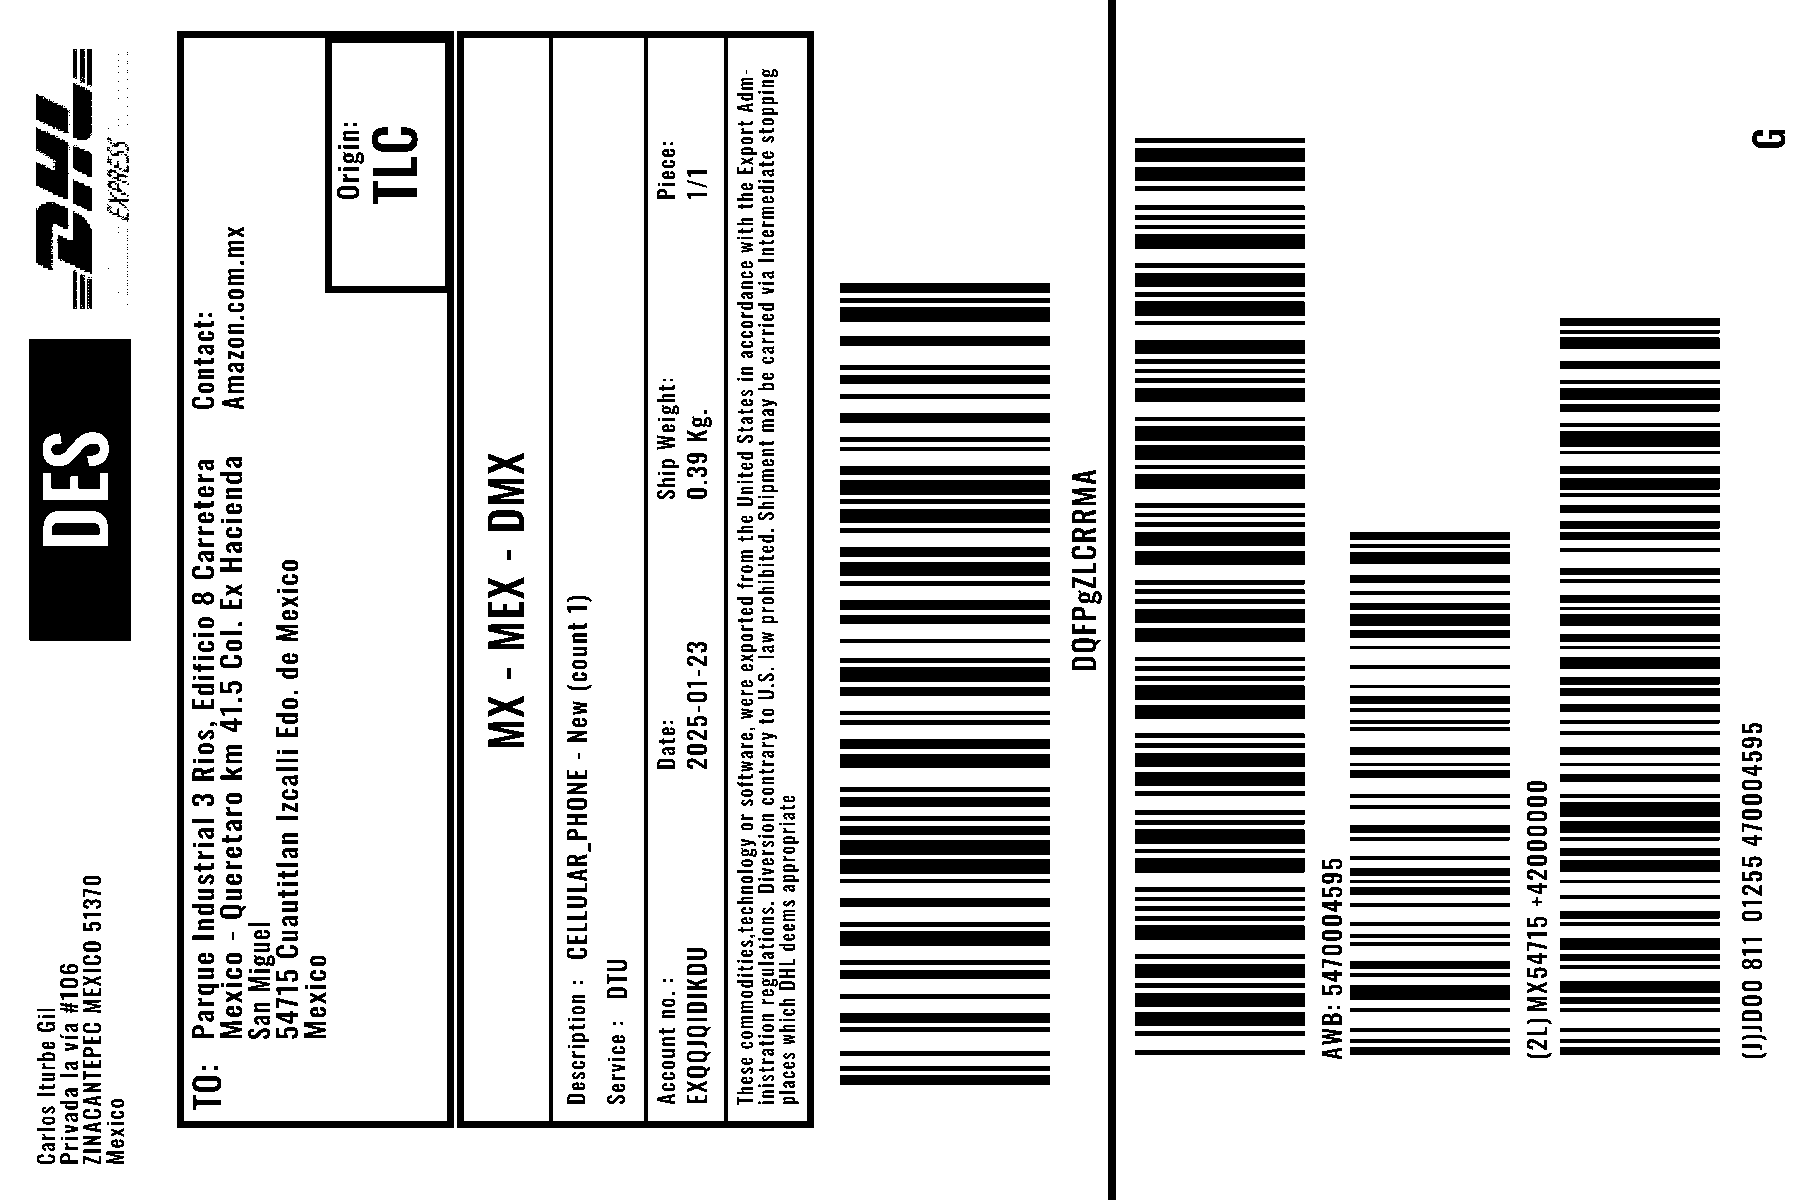 Carlos Iturbe Gil
Privada la vía #106
ZINACANTEPEC MEXICO 51370
Mexico
DES
DHL
EXPRESS
TO:
Parque Industrial 3 Rios, Edificio 8 Carretera
Mexico - Queretaro km 41.5 Col. Ex Hacienda
San Miguel
54715 Cuautitlan Izcalli Edo. de Mexico
Mexico
Contact:
Amazon.com.mx
Origin:
TLC
MX - MEX - DMX
Description : CELLULAR_PHONE - New (count 1)
Service : DTU
Account no. :
EXQQJQIDIKDU
Date:
2025-01-23
Ship Weight:
0.39 Kg.
Piece:
1/1
These commodities,technology or software, were exported from the United States in accordance with the Export Adm-
inistration regulations. Diversion contrary to U.S. law prohibited. Shipment may be carried via Intermediate stopping
places which DHL deems appropriate
DQFPgZLCRRMA
AWB: 5470004595
(2L)MX54715 +42000000
(J)JD00 811 01255 470004595
G